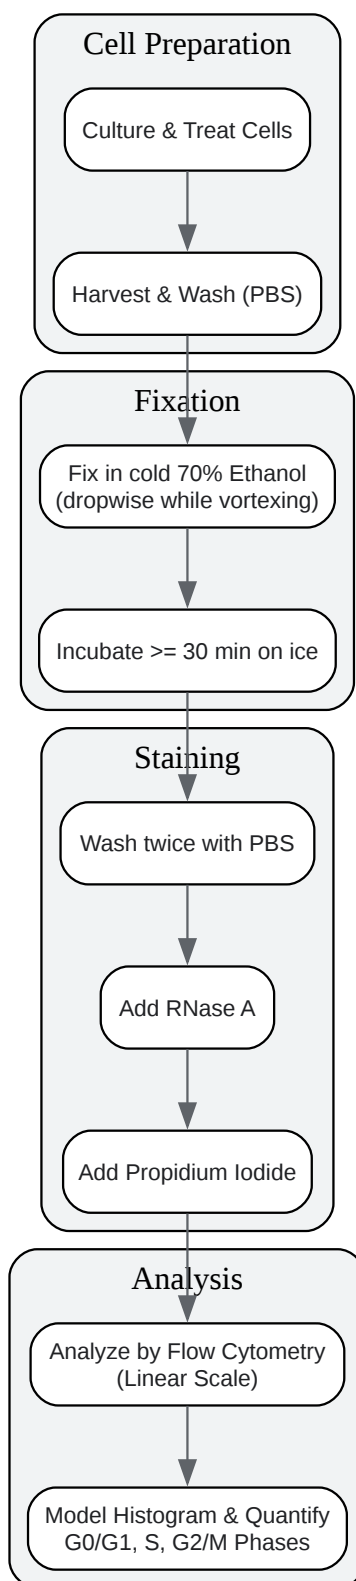 Cell Preparation
Culture & Treat Cells
Harvest & Wash (PBS)
Fixation
Fix in cold 70% Ethanol
(dropwise while vortexing)
Incubate >= 30 min on ice
Staining
Wash twice with PBS
Add RNase A
Add Propidium Iodide
Analysis
Analyze by Flow Cytometry
(Linear Scale)
Model Histogram & Quantify
G0/G1, S, G2/M Phases